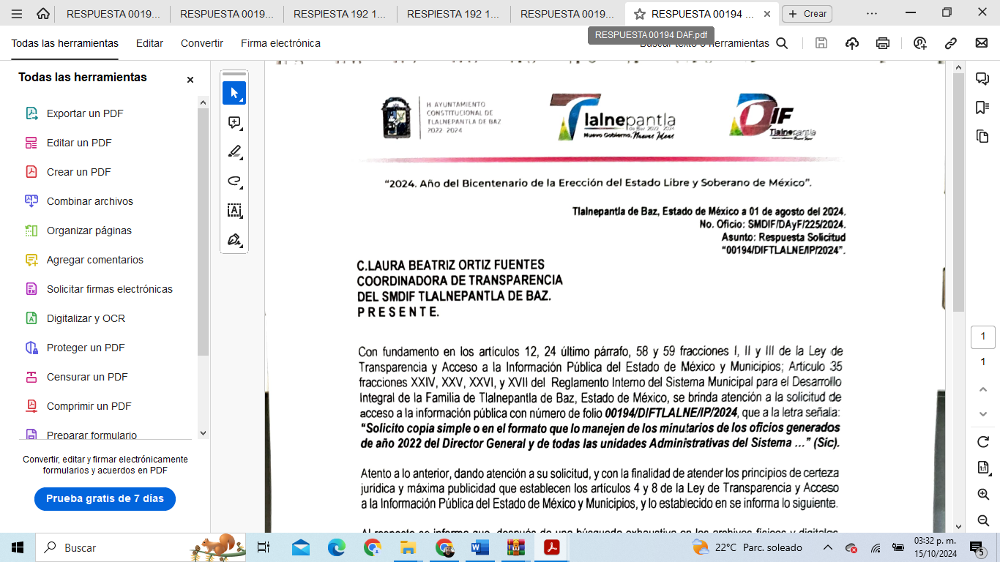 RESPUESTA 0019...
RESPUESTA 0019...
RESPIESTA 192 1...
RESPIESTA 192 1...
RESPUESTA 0019...
RESPUESTA 00194 ...
Crear
RESPUESTA 00194 DAF.pdf
Todas las herramientas
Editar
Convertir
Firma electrónica
herramientas
Todas las herramientas
Exportar un PDF
Editar un PDF
Crear un PDF
Combinar archivos
Organizar páginas
Agregar comentarios
Solicitar firmas electrónicas
Digitalizar y OCR
Proteger un PDF
Censurar un PDF
Comprimir un PDF
Preparar formulario
Convertir, editar y firmar electrónicamente
formularios y acuerdos en PDF
Prueba gratis de 7 días
H. AYUNTAMIENTO
CONSTITUCIONAL DE
TLALNEPANTLA DE BAZ
2022 2024
Tlalnepantla
de Baz 2022 2024
Nuevo Gobierno, Nuevas Ideas
DIF
Tlalnepantla
"2024. Año del Bicentenario de la Erección del Estado Libre y Soberano de México".
Tlalnepantla de Baz, Estado de México a 01 de agosto del 2024.
No. Oficio: SMDIF/DAyF/225/2024.
Asunto: Respuesta Solicitud
"00194/DIFTLALNE/IP/2024".
C.LAURA BEATRIZ ORTIZ FUENTES
COORDINADORA DE TRANSPARENCIA
DEL SMDIF TLALNEPANTLA DE BAZ.
P R E S E N T E.
Con fundamento en los artículos 12, 24 último párrafo, 58 y 59 fracciones I, II y III de la Ley de
Transparencia y Acceso a la Información Pública del Estado de México y Municipios; Artículo 35
fracciones XXIV, XXV, XXVI, y XVII del Reglamento Interno del Sistema Municipal para el Desarrollo
Integral de la Familia de Tlalnepantla de Baz, Estado de México, se brinda atención a la solicitud de
acceso a la información pública con número de folio 00194/DIFTLALNE/IP/2024, que a la letra señala:
"Solicito copia simple o en el formato que lo manejen de los minutarios de los oficios generados
de año 2022 del Director General y de todas las unidades Administrativas del Sistema ..." (Sic).
Atento a lo anterior, dando atención a su solicitud, y con la finalidad de atender los principios de certeza
jurídica y máxima publicidad que establecen los artículos 4 y 8 de la Ley de Transparencia y Acceso
a la Información Pública del Estado de México y Municipios, y lo establecido en se informa lo siguiente.
Al respecto se informa que, después de una búsqueda exhaustiva en los archivos físicos y digitales
1
1
1:1
Buscar
22°C Parc. soleado
03:32 p. m.
15/10/2024
5